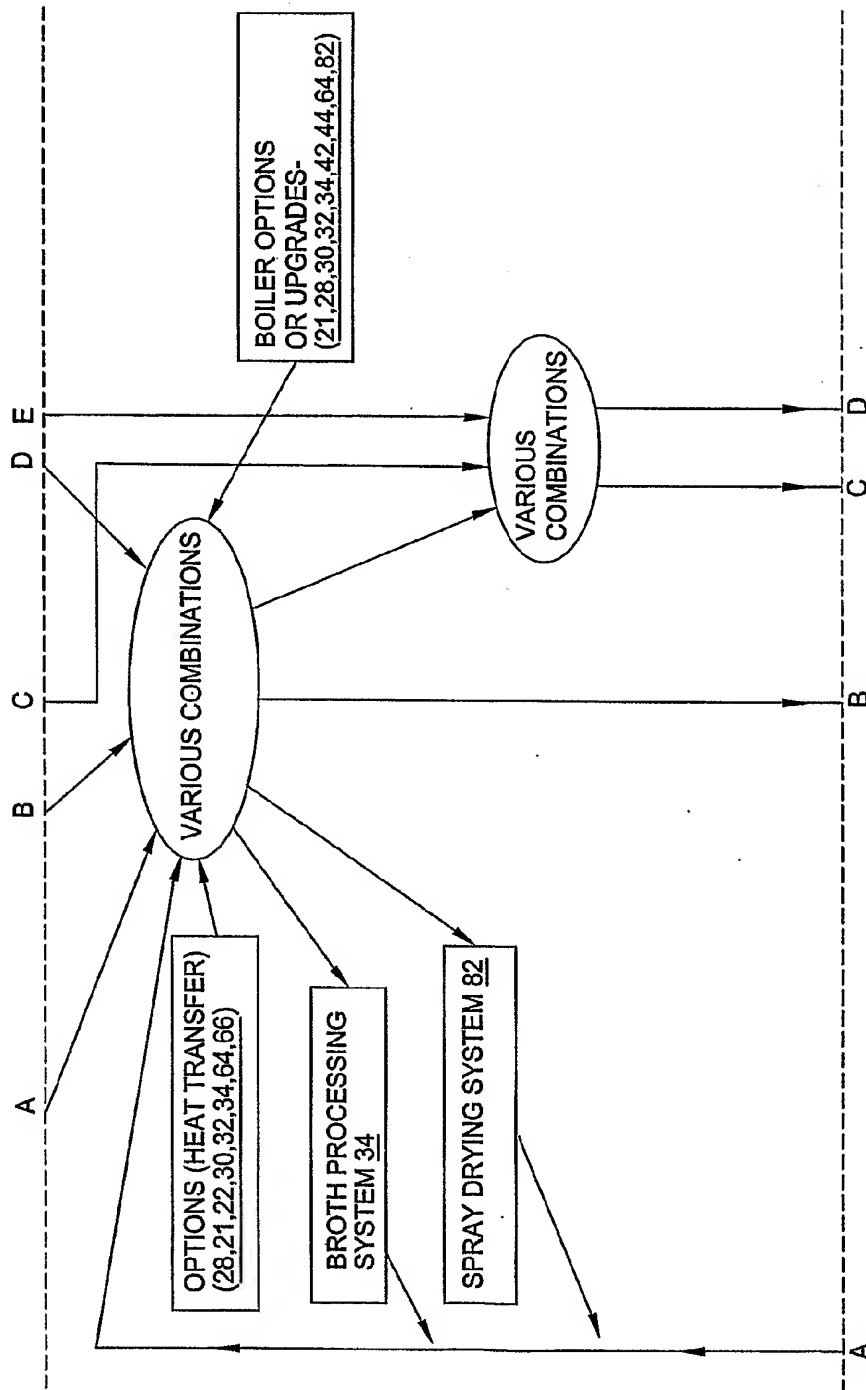 A
B
C
D
E
OPTIONS (HEAT TRANSFER)
(28,21,22,30,32,34,64,66)
VARIOUS COMBINATIONS
BOILER OPTIONS
OR UPGRADES-
(21,28,30,32,34,42,44,64,82)
BROTH PROCESSING
SYSTEM 34
SPRAY DRYING SYSTEM 82
VARIOUS
COMBINATIONS
A
B
C
D